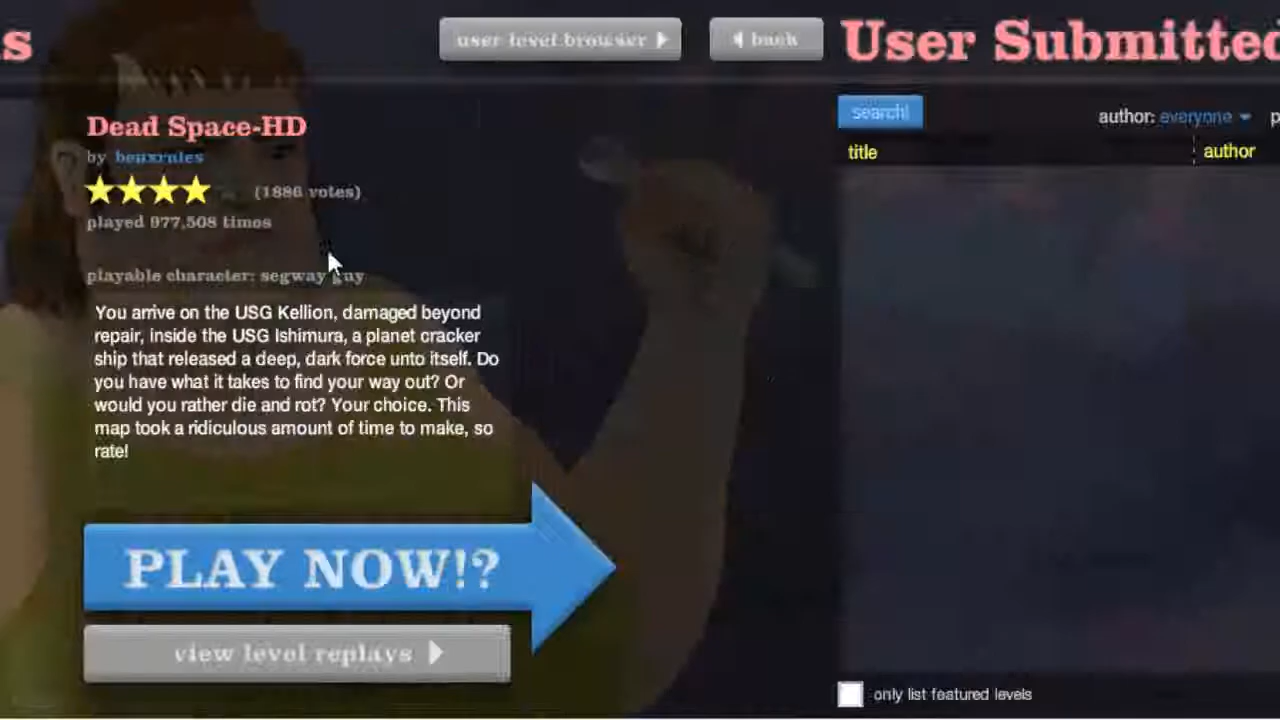 s
user level browser
back
User Submitted
Dead Space-HD
by
(1886 votes)
played 977,508 times
playable character: segway guy
You arrive on the USG Kellion, damaged beyond
repair, inside the USG Ishimura, a planet cracker
ship that released a deep, dark force unto itself. Do
you have what it takes to find your way out? Or
would you rather die and rot? Your choice. This
map took a ridiculous amount of time to make, so
rate!
PLAY NOW!?
view level replays
search!
author: everyone
p
title
author
only list featured levels